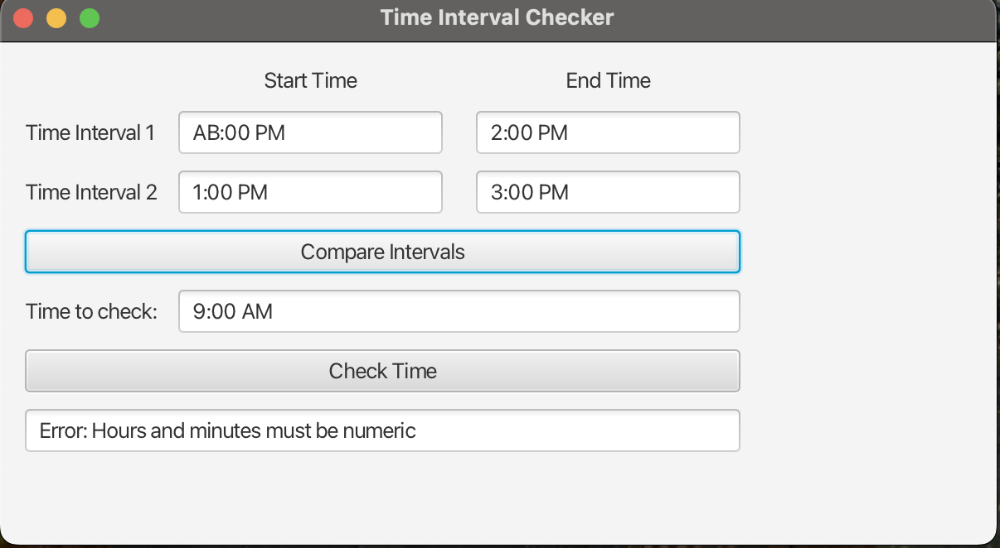 Time Interval Checker
Start Time End Time
Time Interval 1 AB:00 PM 2:00 PM
Time Interval 2 1:00 PM 3:00 PM
Compare Intervals
Time to check: 9:00 AM
Check Time
Error: Hours and minutes must be numeric